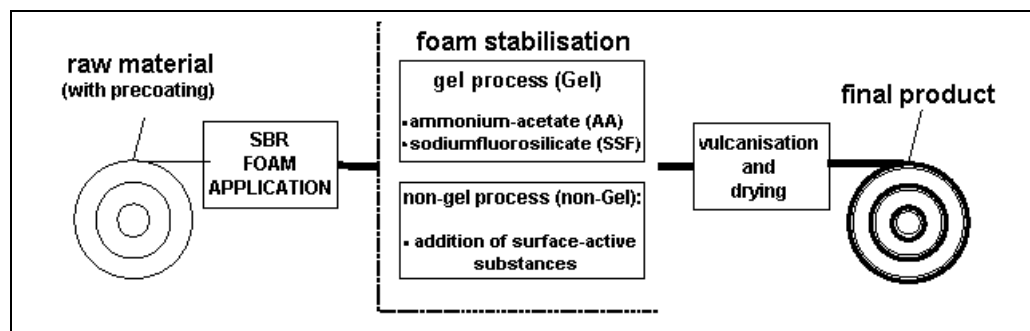 raw material
(with precoating)
SBR
FOAM
APPLICATION
foam stabilisation
gel process (Gel)
▪ammonium-acetate (AA)
▪sodiumfluorosilicate (SSF)
non-gel process (non-Gel):
▪ addition of surface-active
substances
vulcanisation
and
drying
final product